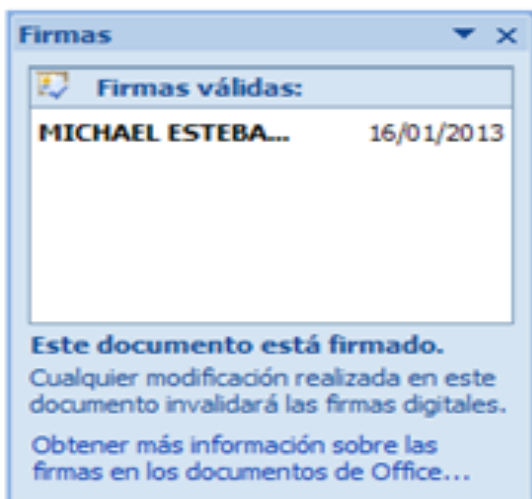 Firmas
Firmas válidas:
MICHAEL ESTEBA... 16/01/2013
Este documento está firmado.
Cualquier modificación realizada en este
documento invalidará las firmas digitales.
Obtener más información sobre las
firmas en los documentos de Office...